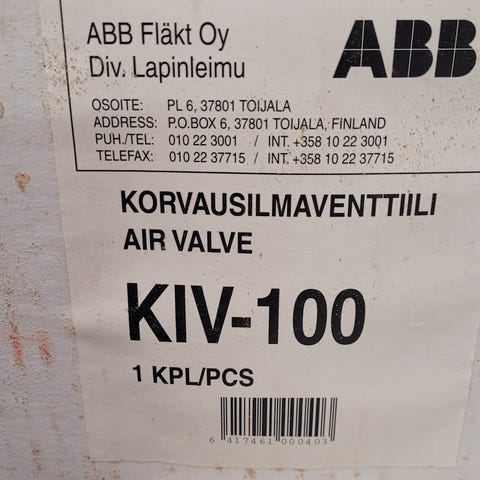 ABB Fläkt Oy
Div. Lapinleimu
ABB
OSOITE: PL 6, 37801 TOIJALA
ADDRESS: P.O.BOX 6, 37801 TOIJALA, FINLAND
PUH./TEL: 010 22 3001 / INT. +358 10 22 3001
TELEFAX: 010 22 37715 / INT. +358 10 22 37715
KORVAUSILMAVENTTIILI
AIR VALVE
KIV-100
1 KPL/PCS
6 417461 000403